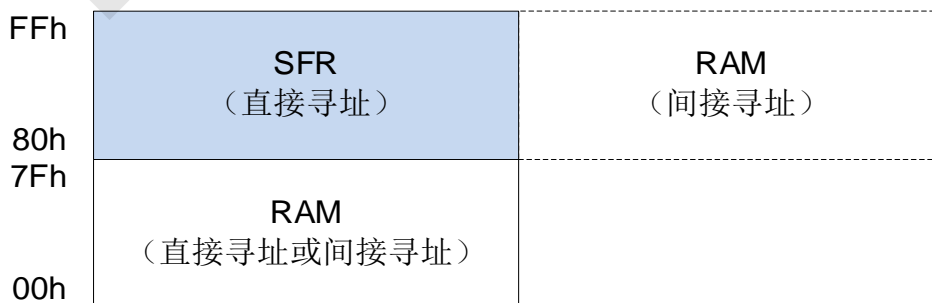 FFh
SFR
（直接寻址）
RAM
（间接寻址）
80h
7Fh
RAM
（直接寻址或间接寻址）
00h